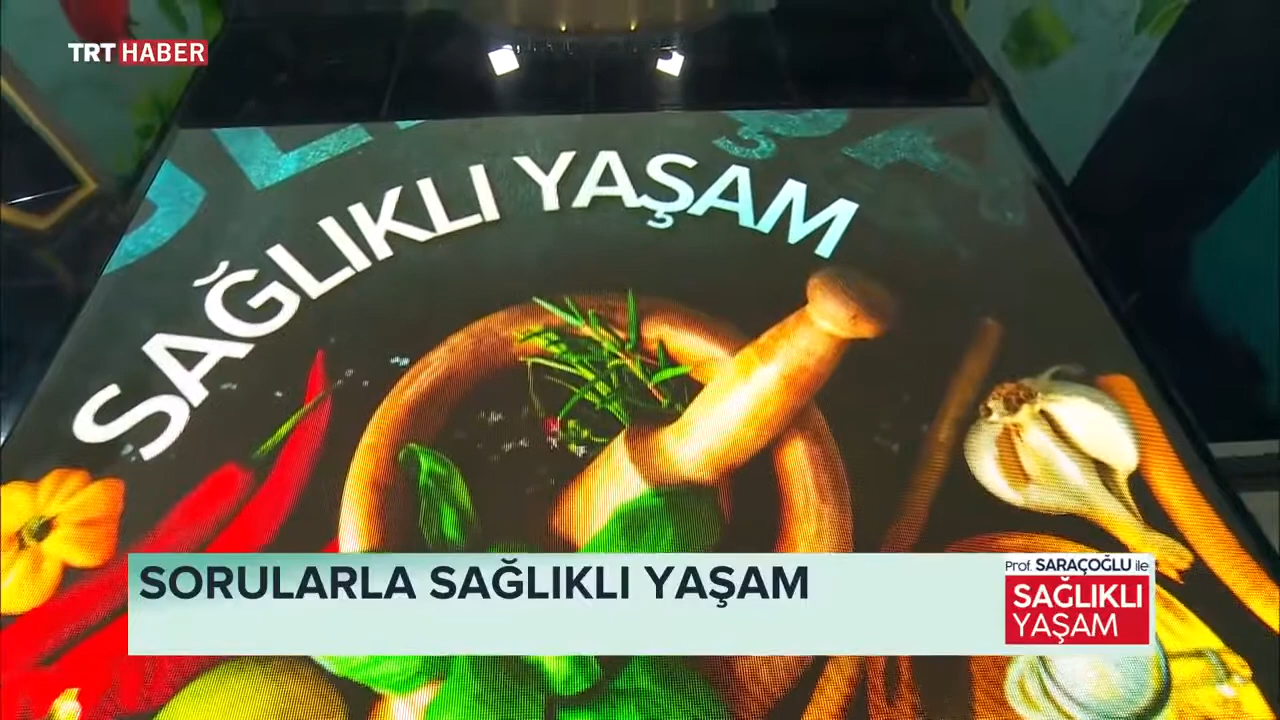 TRT HABER
SAĞLIKLI YAŞAM
SORULARLA SAĞLIKLI YAŞAM
Prof. SARAÇOĞLU ile
SAĞLIKLI
YAŞAM